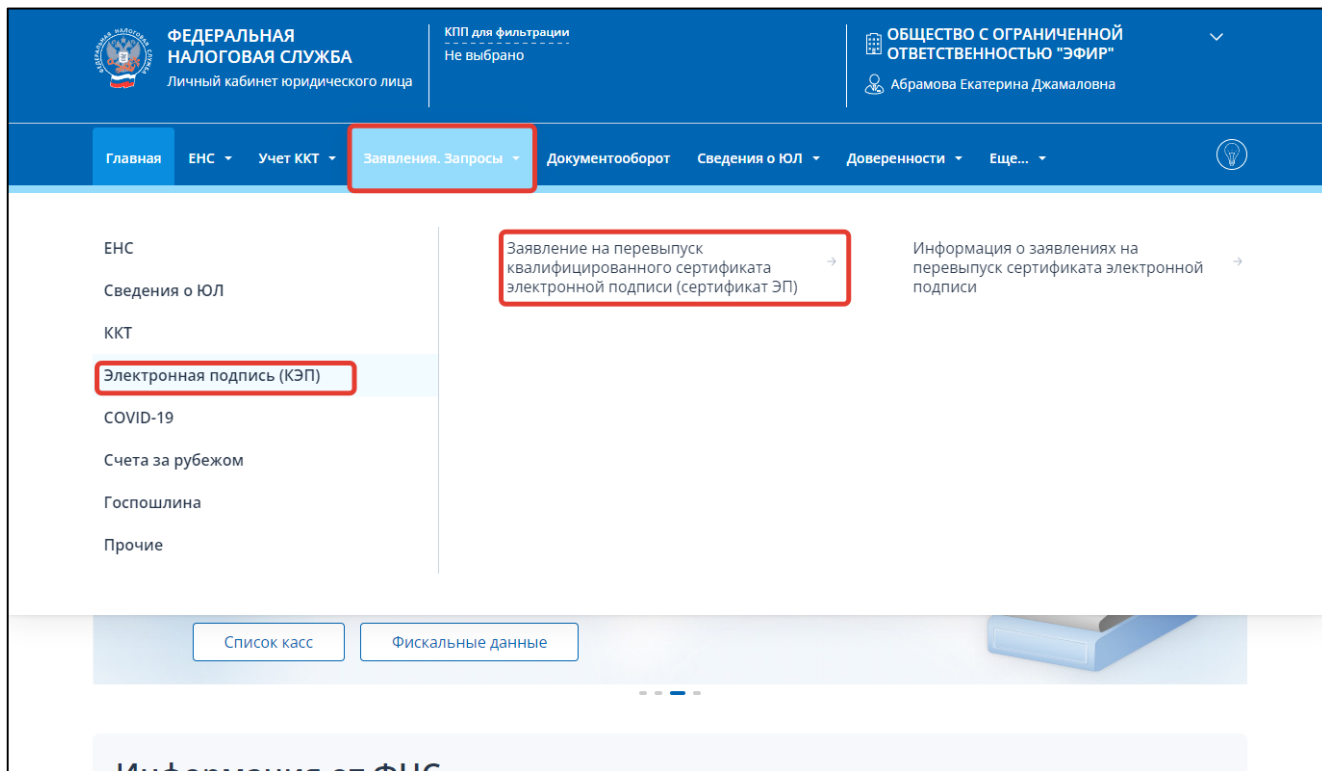 ФЕДЕРАЛЬНАЯ
НАЛОГОВАЯ СЛУЖБА
Личный кабинет юридического лица
КПП для фильтрации
Не выбрано
ОБЩЕСТВО С ОГРАНИЧЕННОЙ
ОТВЕТСТВЕННОСТЬЮ "ЭФИР"
Абрамова Екатерина Джамаловна
Главная ЕНС Учет ККТ Заявления. Запросы Документооборот Сведения о ЮЛ Доверенности Еще...
ЕНС
Сведения о ЮЛ
ККТ
Электронная подпись (КЭП)
COVID-19
Счета за рубежом
Госпошлина
Прочие
Заявление на перевыпуск
квалифицированного сертификата
электронной подписи (сертификат ЭП)
Информация о заявлениях на
перевыпуск сертификата электронной
подписи
Список касс
Фискальные данные
Информация от ФНС